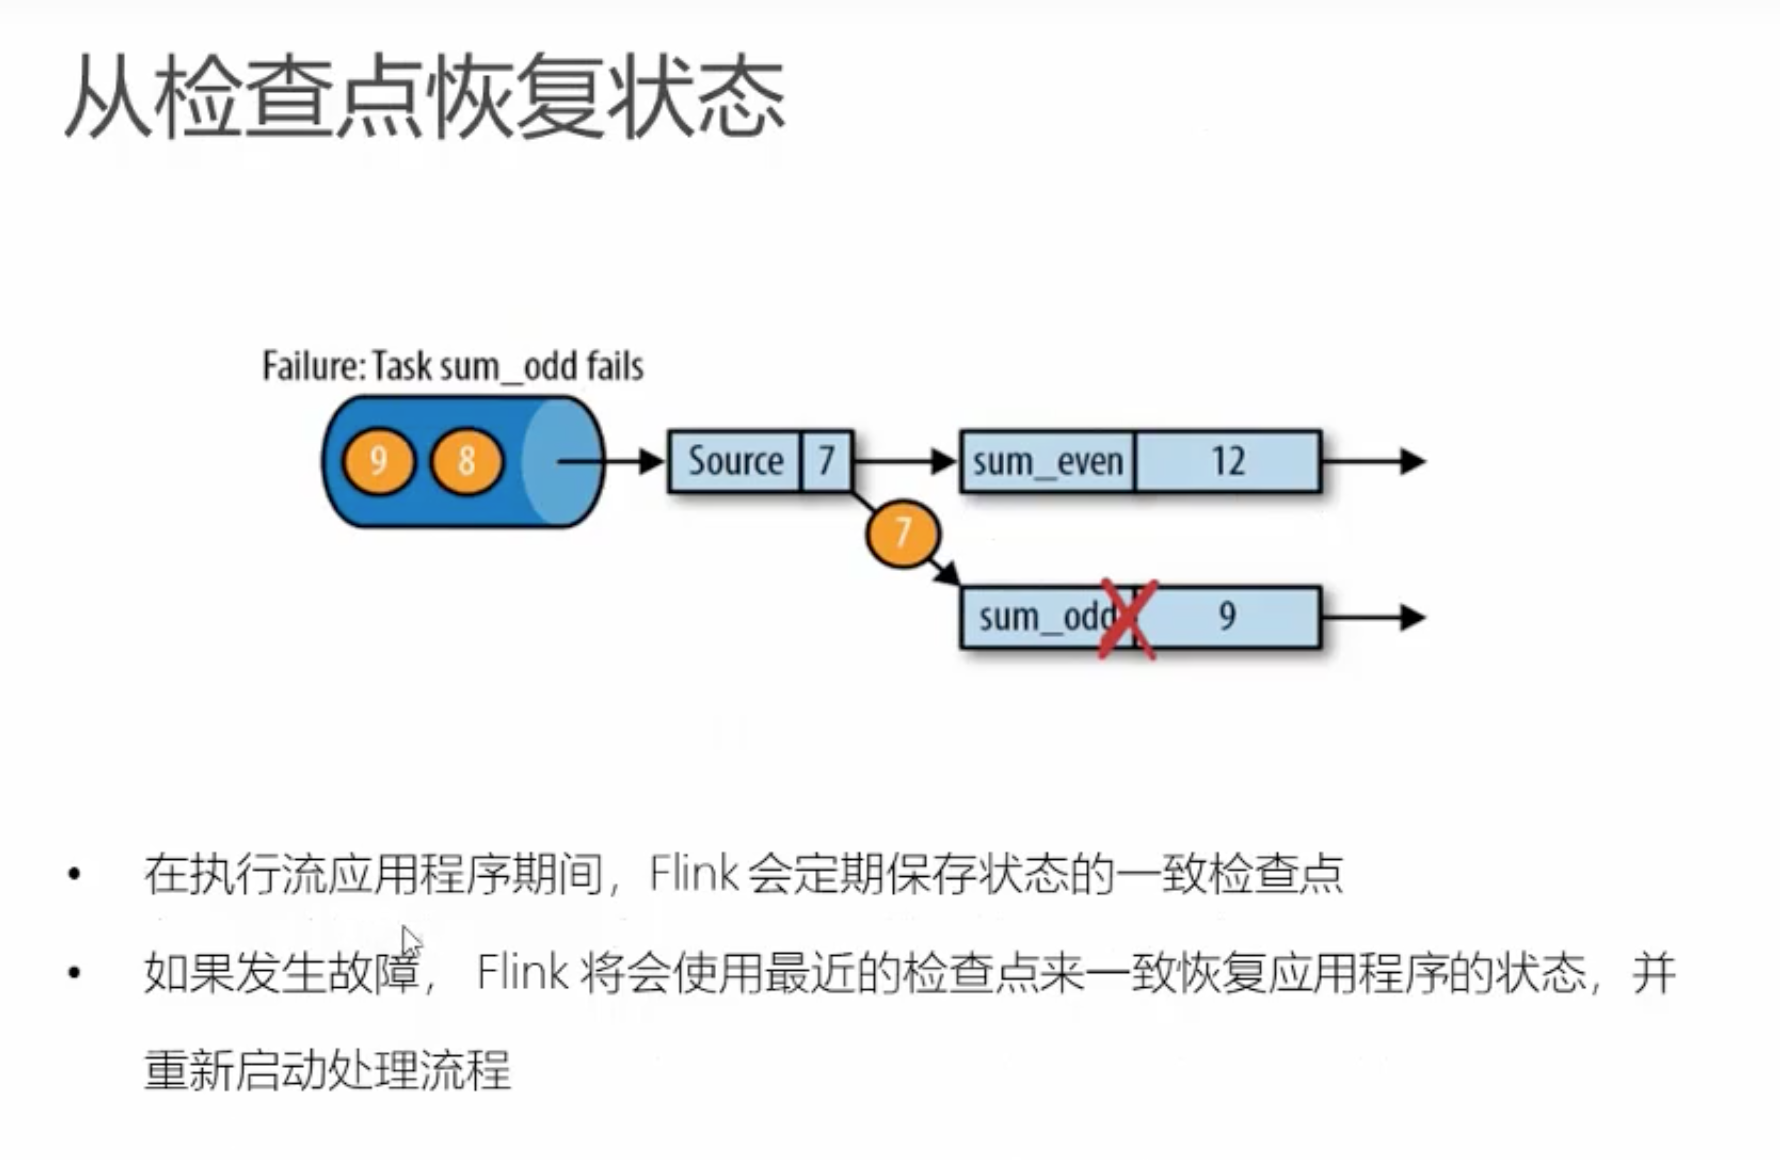 从检查点恢复状态
Failure: Task sum_odd fails
9 8 Source 7 sum_even 12
7
sum_odd 9
• 在执行流应用程序期间，Flink 会定期保存状态的一致检查点
• 如果发生故障， Flink 将会使用最近的检查点来一致恢复应用程序的状态，并
重新启动处理流程